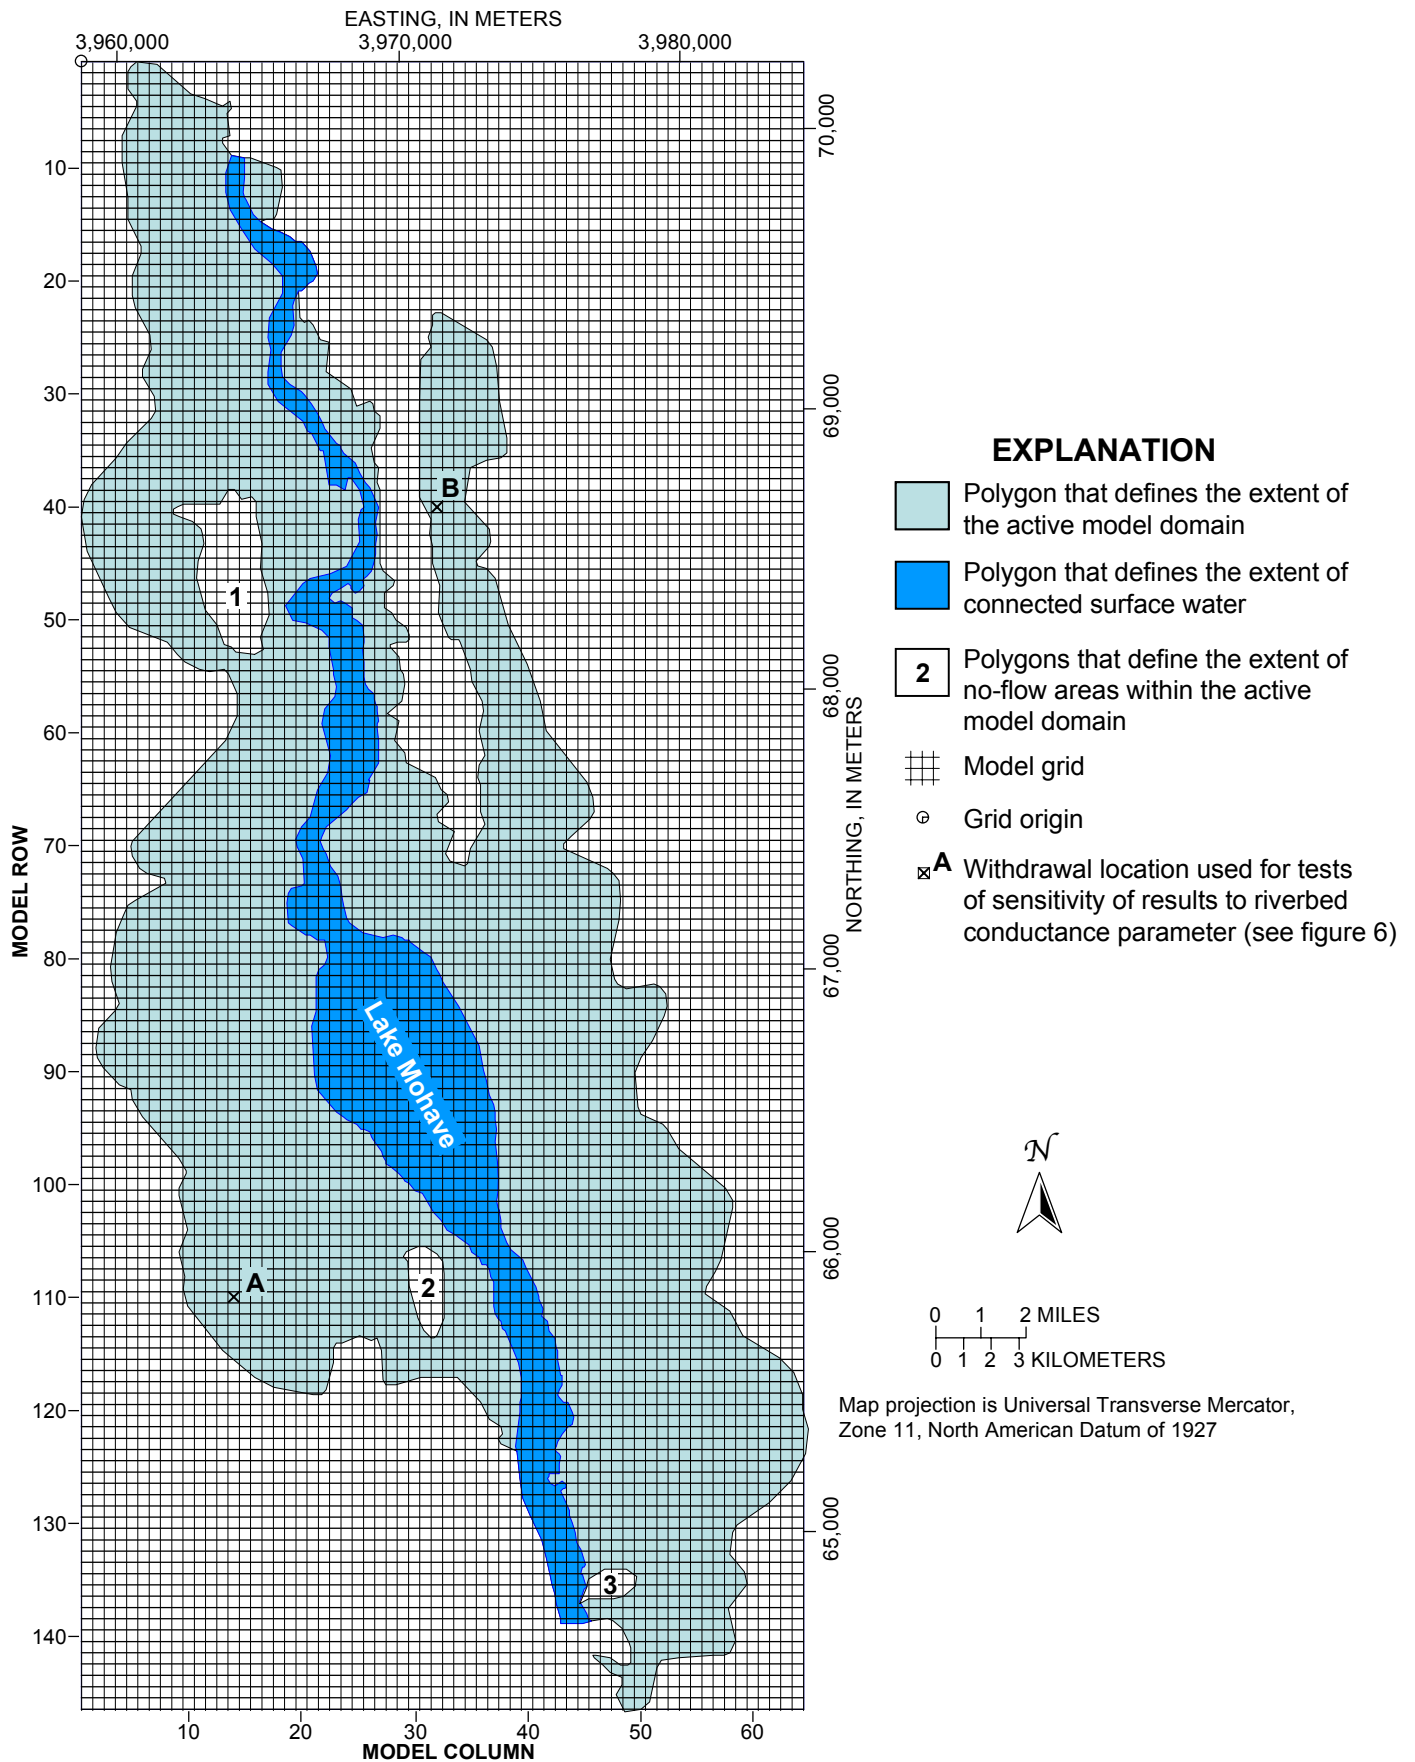 EASTING, IN METERS
3,960,000
3,970,000
3,980,000
10
20
30
40
50
60
70
80
90
100
110
120
130
140
MODEL ROW
70,000
69,000
68,000
67,000
66,000
65,000
NORTHING, IN METERS
B
1
Lake Mohave
A
2
3
10
20
30
40
50
60
MODEL COLUMN
EXPLANATION
Polygon that defines the extent of
the active model domain
Polygon that defines the extent of
connected surface water
2
Polygons that define the extent of
no-flow areas within the active
model domain
Model grid
Grid origin
A
Withdrawal location used for tests
of sensitivity of results to riverbed
conductance parameter (see figure 6)
N
0 1 2 MILES
0 1 2 3 KILOMETERS
Map projection is Universal Transverse Mercator,
Zone 11, North American Datum of 1927